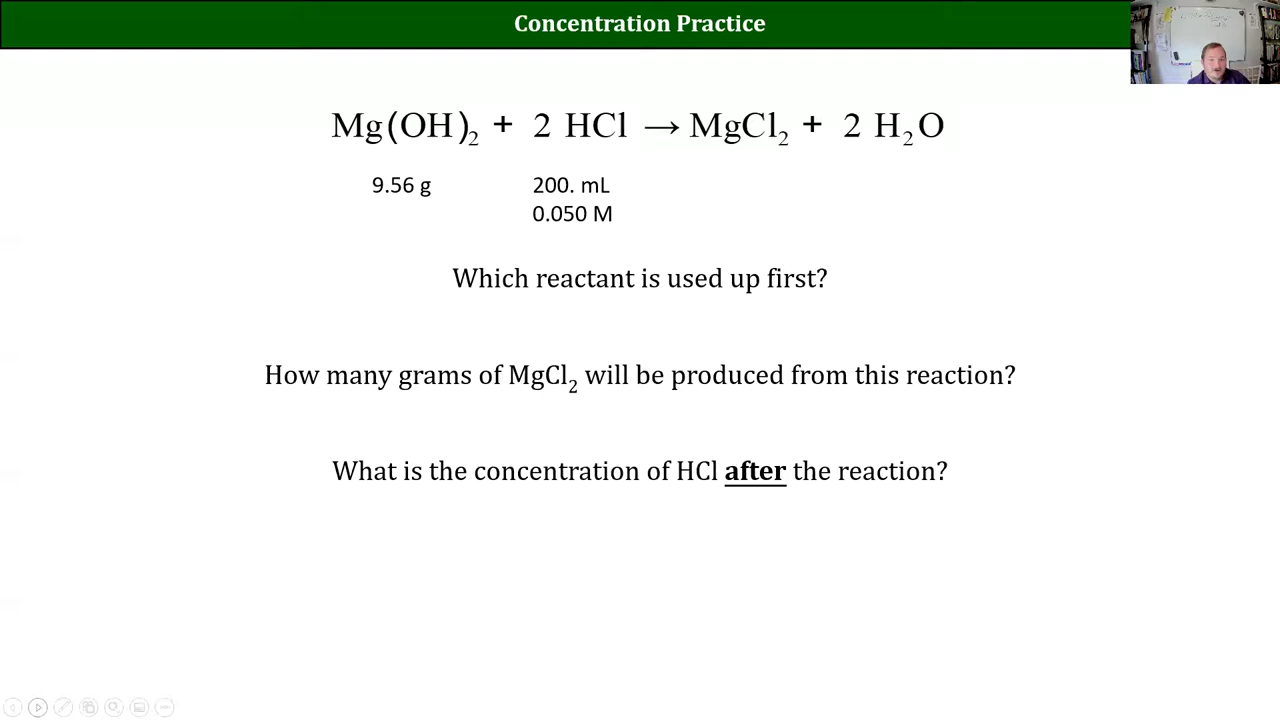 Concentration Practice
Mg(OH)₂ + 2 HCl → MgCl₂ + 2 H₂O
9.56 g 200. mL
0.050 M
Which reactant is used up first?
How many grams of MgCl₂ will be produced from this reaction?
What is the concentration of HCl after the reaction?